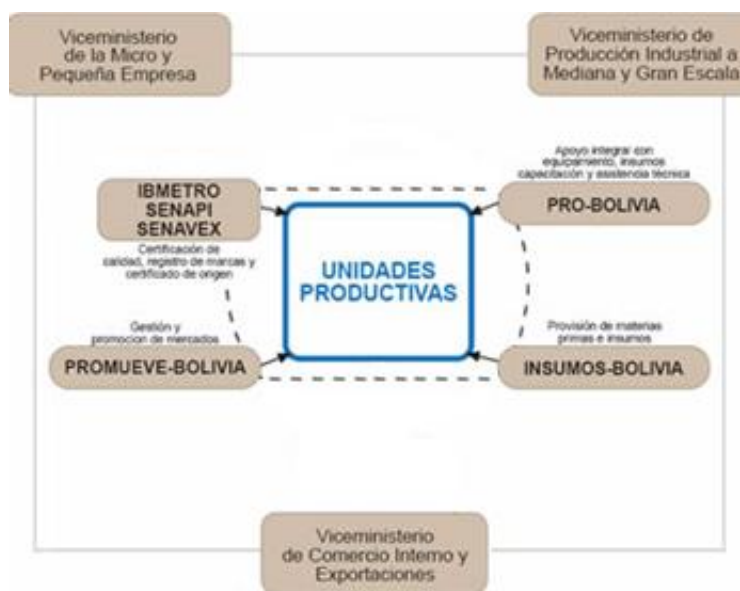 Viceministerio
de la Micro y
Pequeña Empresa
Viceministerio de
Producción Industrial a
Mediana y Gran Escala
Apoyo integral con
equipamiento, insumos
capacitación y asistencia técnica
IBMETRO
SENAPI
SENAVEX
PRO-BOLIVIA
Certificación de
calidad, registro de marcas y
certificado de origen
UNIDADES
PRODUCTIVAS
Gestión y
promocion de mercados
PROMUEVE-BOLIVIA
Provisión de materias
primas e insumos
INSUMOS-BOLIVIA
Viceministerio
de Comercio Interno y
Exportaciones